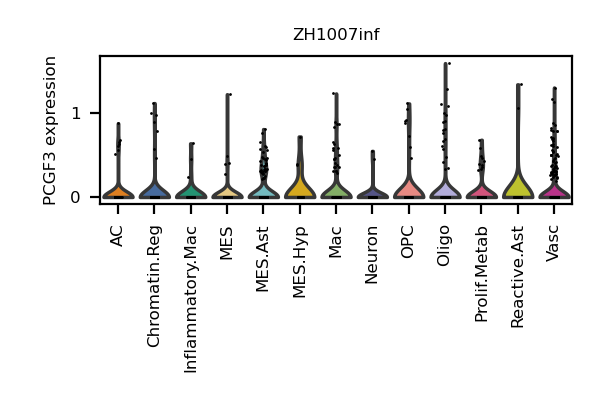 ZH1007inf
PCGF3 expression
1
0
AC
Chromatin.Reg
Inflammatory.Mac
MES
MES.Ast
MES.Hyp
Mac
Neuron
OPC
Oligo
Prolif.Metab
Reactive.Ast
Vasc